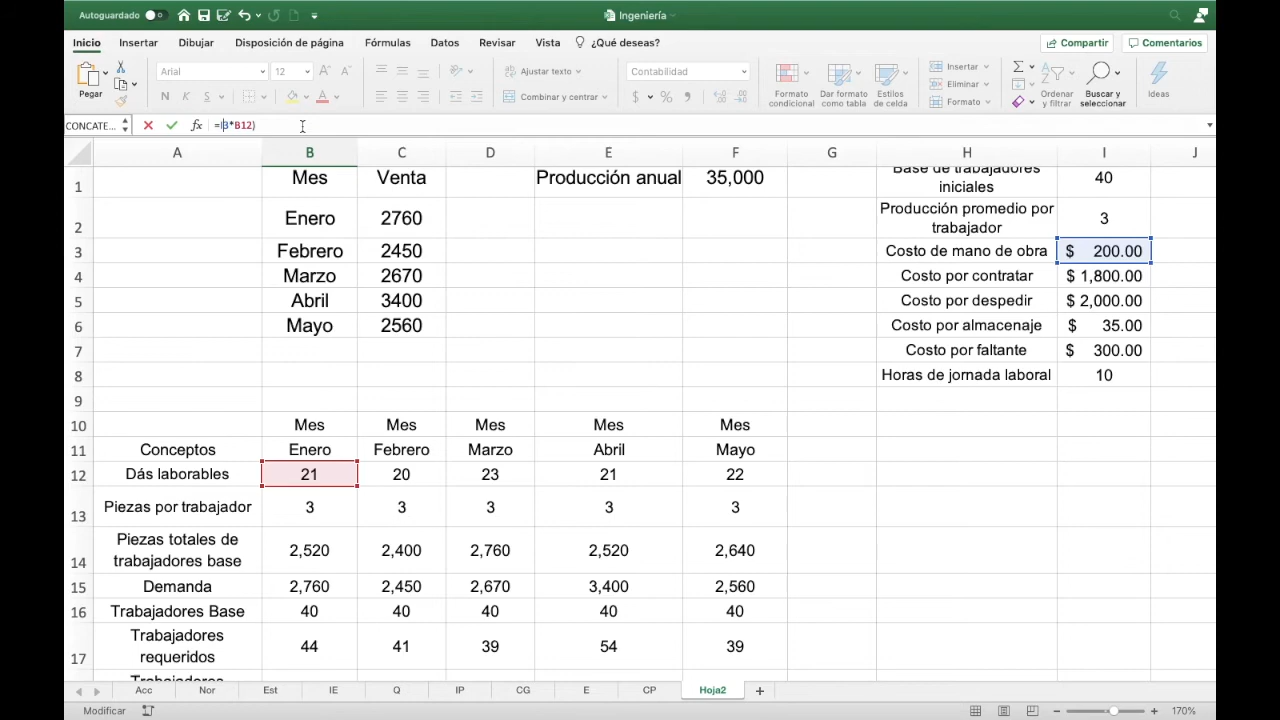 Autoguardado
Ingeniería
Inicio Insertar Dibujar Disposición de página Fórmulas Datos Revisar Vista ¿Qué deseas? Compartir Comentarios
Pegar
Arial 12
N K S
Ajustar texto
Combinar y centrar
Contabilidad
$ %
Formato condicional
Dar formato como tabla
Estilos de celdas
Insertar
Eliminar
Formato
Ordenar y filtrar
Buscar y seleccionar
Ideas
CONCATE... fx =I3*B12)
A B C D E F G H I J
1 Mes Venta Producción anual 35,000 Base de trabajadores iniciales 40
2 Enero 2760 Producción promedio por trabajador 3
3 Febrero 2450 Costo de mano de obra $ 200.00
4 Marzo 2670 Costo por contratar $ 1,800.00
5 Abril 3400 Costo por despedir $ 2,000.00
6 Mayo 2560 Costo por almacenaje $ 35.00
7 Costo por faltante $ 300.00
8 Horas de jornada laboral 10
9
10 Mes Mes Mes Mes Mes
11 Conceptos Enero Febrero Marzo Abril Mayo
12 Dás laborables 21 20 23 21 22
13 Piezas por trabajador 3 3 3 3 3
14 Piezas totales de trabajadores base 2,520 2,400 2,760 2,520 2,640
15 Demanda 2,760 2,450 2,670 3,400 2,560
16 Trabajadores Base 40 40 40 40 40
17 Trabajadores requeridos 44 41 39 54 39
Trabajadores
Acc Nor Est IE Q IP CG E CP Hoja2
Modificar 170%